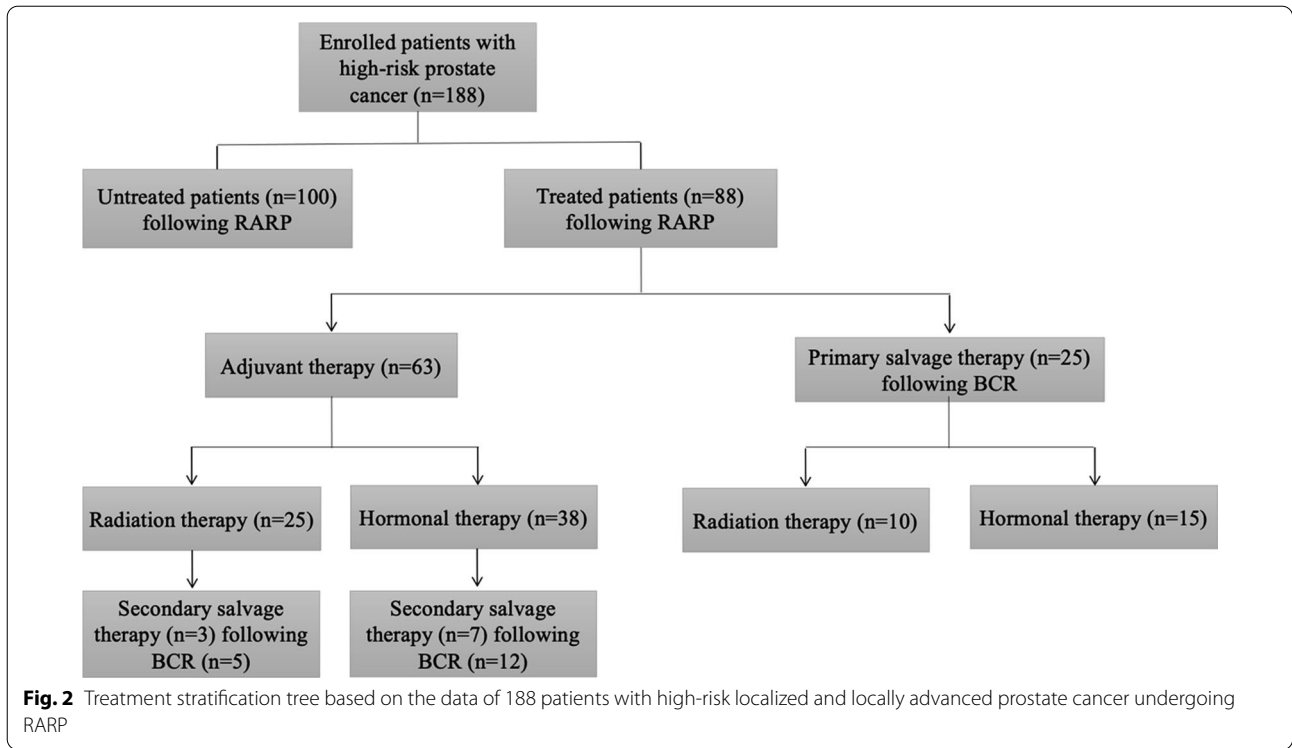 Enrolled patients with
high-risk prostate
cancer (n=188)
Untreated patients (n=100)
following RARP
Treated patients (n=88)
following RARP
Adjuvant therapy (n=63)
Primary salvage therapy (n=25)
following BCR
Radiation therapy (n=25)
Hormonal therapy (n=38)
Radiation therapy (n=10)
Hormonal therapy (n=15)
Secondary salvage
therapy (n=3) following
BCR (n=5)
Secondary salvage
therapy (n=7) following
BCR (n=12)
Fig. 2 Treatment stratification tree based on the data of 188 patients with high-risk localized and locally advanced prostate cancer undergoing
RARP